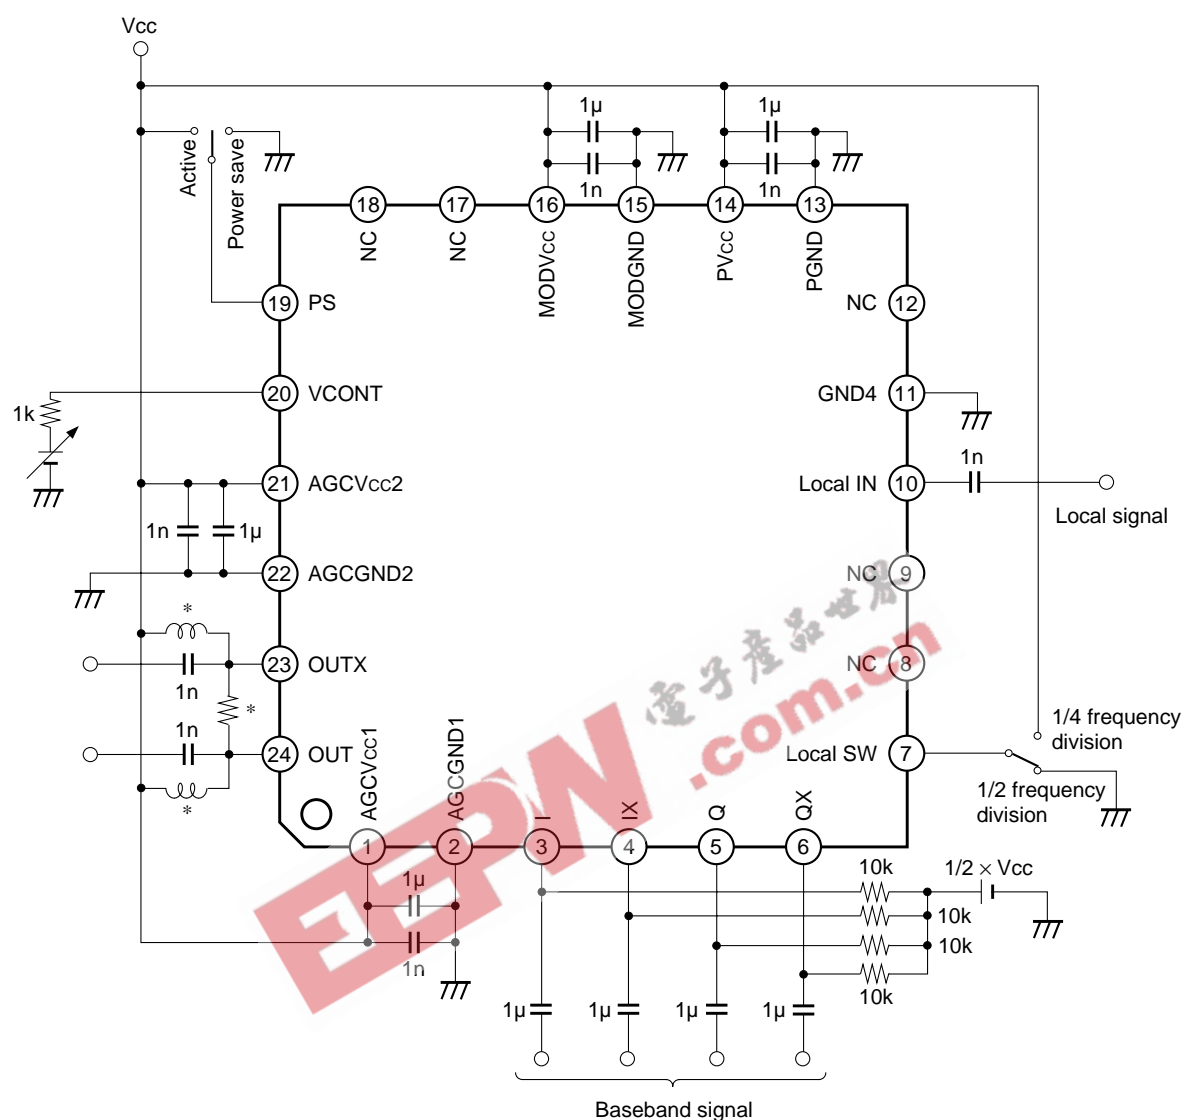 Vcc
1µ
1µ
Active
Power save
1n
1n
18
17
16
15
14
13
NC
NC
MODVcc
MODGND
PVcc
PGND
19
PS
NC
12
20
VCONT
GND4
11
1k
1n
21
AGCVcc2
Local IN
10
Local signal
1n
1µ
22
AGCGND2
NC
9
*
電子產品世界
23
OUTX
NC
8
1n
.com.cn
*
1n
1/4 frequency
division
24
OUT
Local SW
7
AGCVcc1
AGCGND1
1/2 frequency
division
*
I
IX
Q
QX
1
2
3
4
5
6
EEPW
1µ
10k
1/2 × Vcc
10k
10k
1n
10k
1µ
1µ
1µ
1µ
Baseband signal